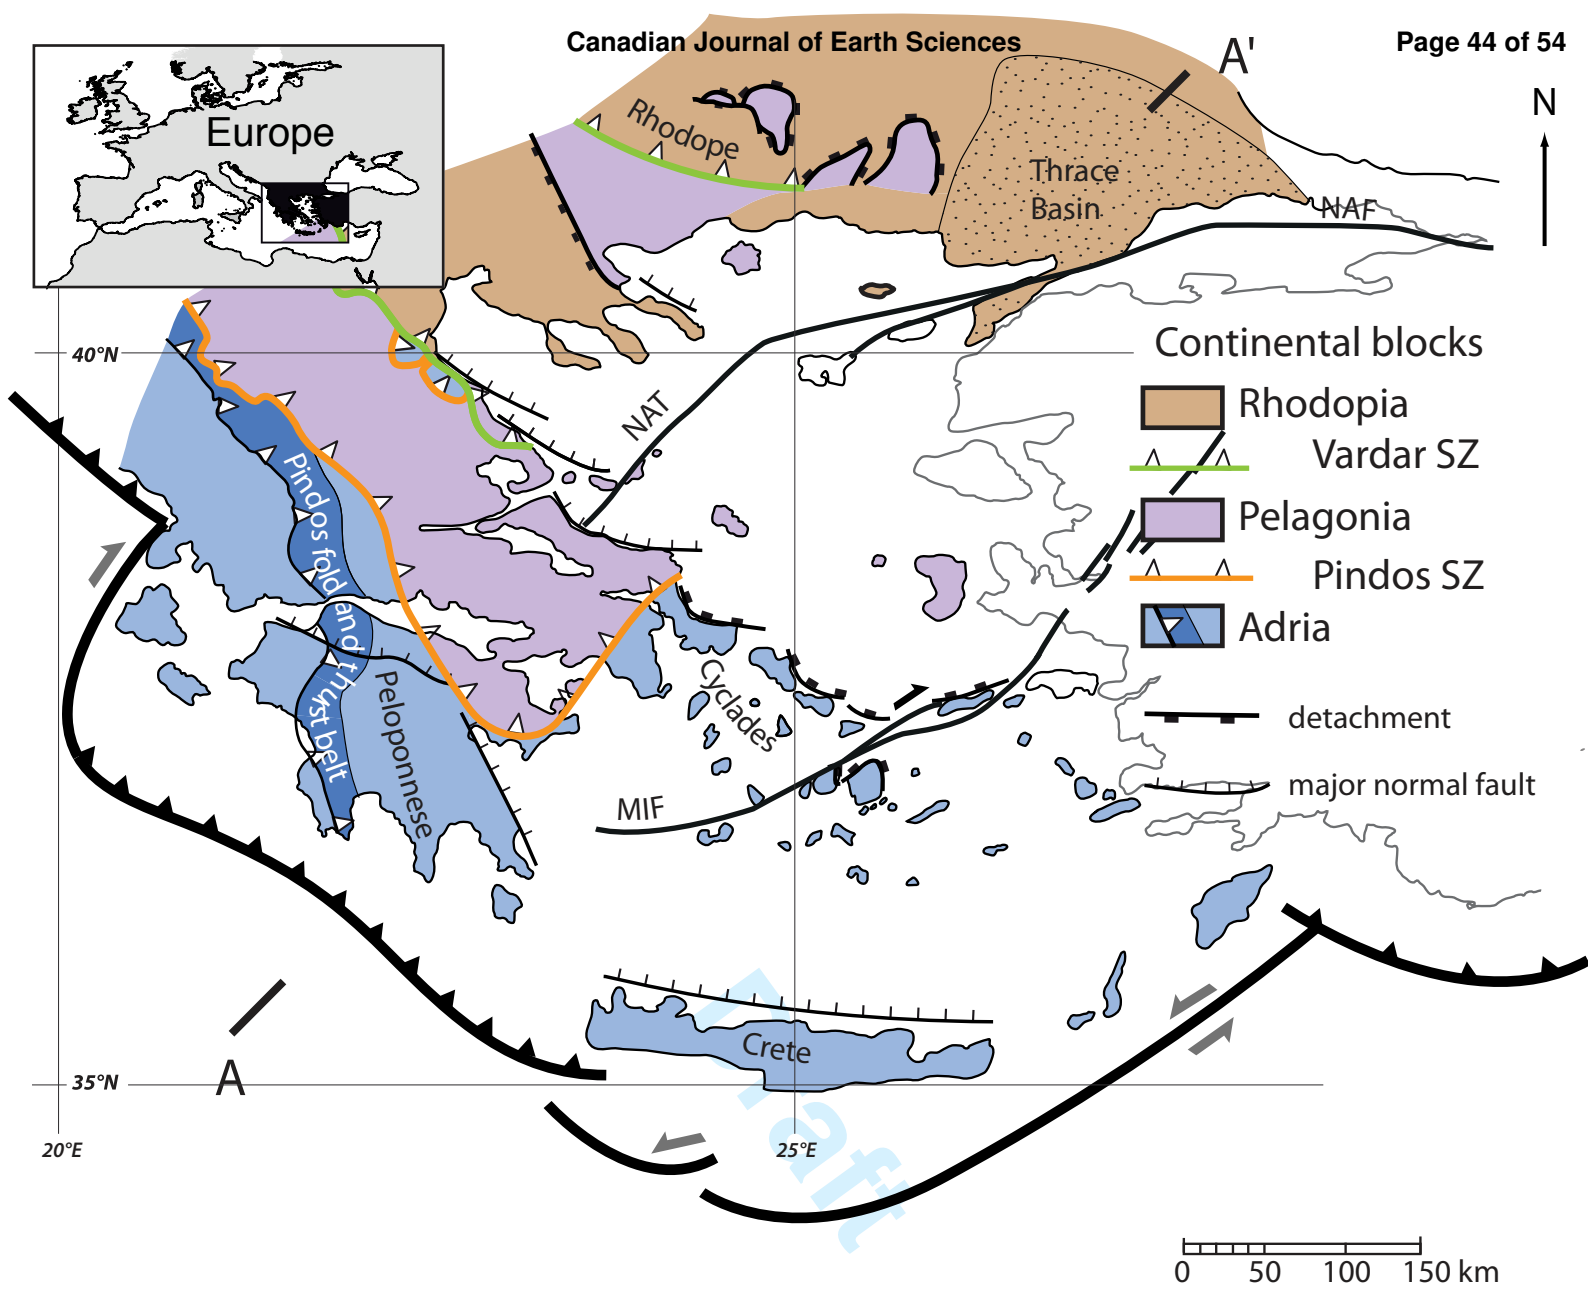 Canadian Journal of Earth Sciences
Page 44 of 54
A'
N
Europe
Rhodope
Thrace
Basin
NAF
40°N
Continental blocks
Rhodopia
Vardar SZ
Pelagonia
Pindos SZ
Adria
detachment
major normal fault
NAT
Pindos fold and thrust belt
Peloponnese
Cyclades
MIF
Crete
A
35°N
20°E
25°E
Draft
0 50 100 150 km